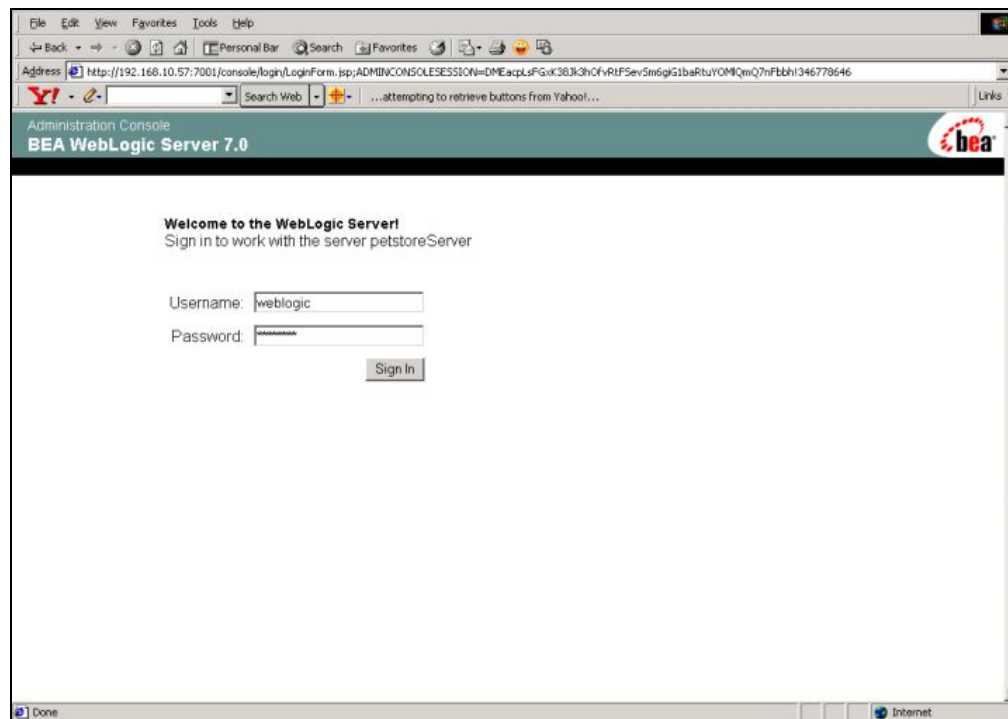 File Edit View Favorites Tools Help
Back Personal Bar Search Favorites
Address http://192.168.10.57:7001/console/login/LoginForm.jsp;ADMINCONSOLESESSION=DMEacpLsFGxK38Jk3hOfvRtF5ev5m6giG1baRtuYOMlQmQ7nFbbh!346778646
Y! Search Web ...attempting to retrieve buttons from Yahoo!... Links
Administration Console
BEA WebLogic Server 7.0
bea
Welcome to the WebLogic Server!
Sign in to work with the server petstoreServer
Username: weblogic
Password: ********
Sign In
Done Internet